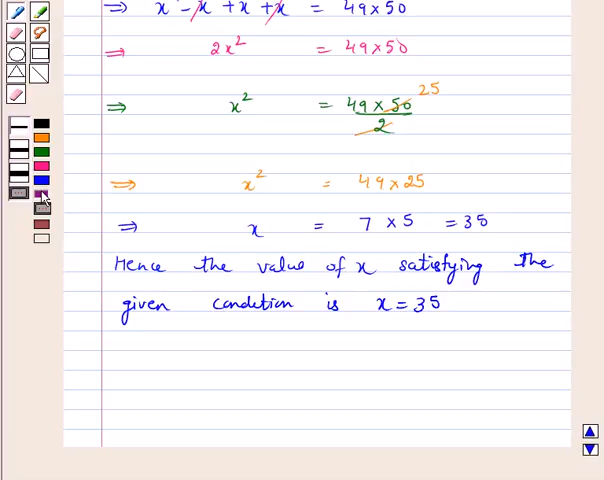 ⇒ x² - x + x² + x = 49 × 50
⇒ 2x² = 49 × 50
⇒ x² = 49 × 50 / 2 25
⇒ x² = 49 × 25
⇒ x = 7 × 5 = 35
Hence the value of x satisfying the
given condition is x = 35